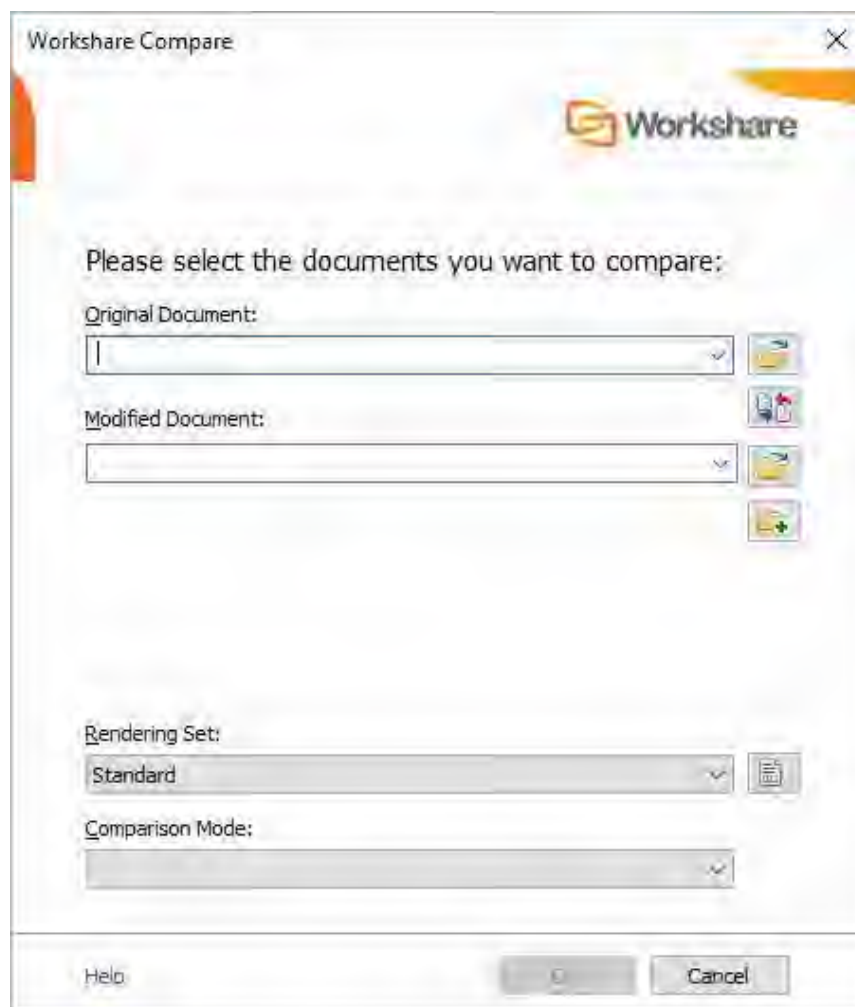 Workshare Compare
Workshare
Please select the documents you want to compare:
Original Document:
Modified Document:
Rendering Set:
Standard
Comparison Mode:
Help
Cancel